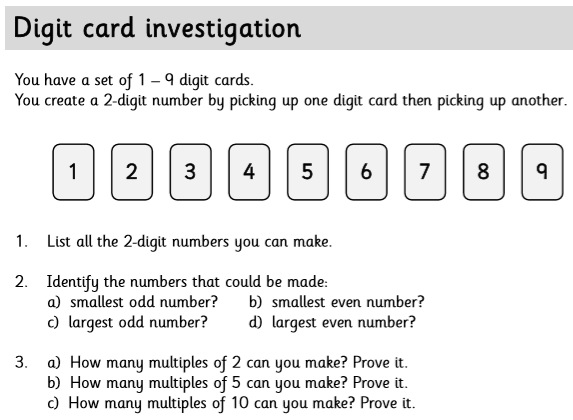 Digit card investigation
You have a set of 1 – 9 digit cards.
You create a 2-digit number by picking up one digit card then picking up another.
1 2 3 4 5 6 7 8 9
1. List all the 2-digit numbers you can make.
2. Identify the numbers that could be made:
a) smallest odd number? b) smallest even number?
c) largest odd number? d) largest even number?
3. a) How many multiples of 2 can you make? Prove it.
b) How many multiples of 5 can you make? Prove it.
c) How many multiples of 10 can you make? Prove it.